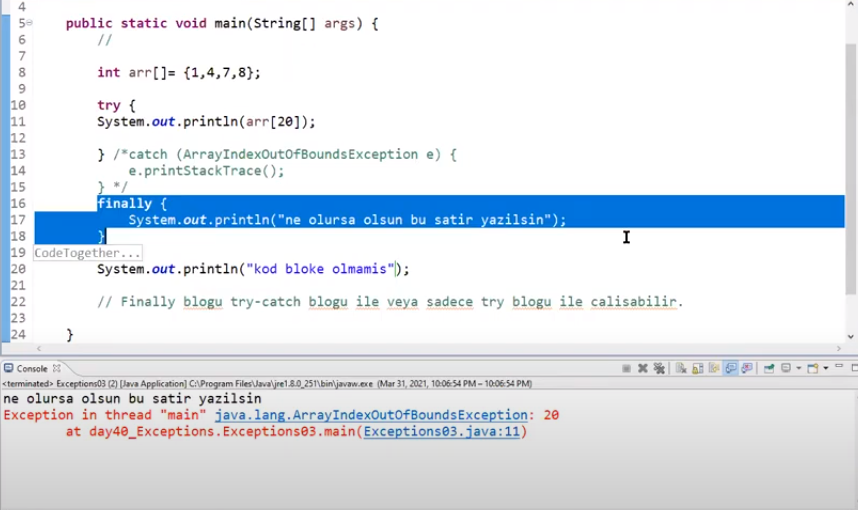 4
5 public static void main(String[] args) {
6 //
7
8 int arr[]= {1,4,7,8};
9
10 try {
11 System.out.println(arr[20]);
12
13 } /*catch (ArrayIndexOutOfBoundsException e) {
14 e.printStackTrace();
15 } */
16 finally {
17 System.out.println("ne olursa olsun bu satir yazilsin");
18 }
19 CodeTogether...
20 System.out.println("kod bloke olmamis");
21
22 // Finally blogu try-catch blogu ile veya sadece try blogu ile calisabilir.
23
24 }
Console
<terminated> Exceptions03 (2) [Java Application] C:\Program Files\Java\jre1.8.0_251\bin\javaw.exe (Mar 31, 2021, 10:06:54 PM – 10:06:54 PM)
ne olursa olsun bu satir yazilsin
Exception in thread "main" java.lang.ArrayIndexOutOfBoundsException: 20
at day40_Exceptions.Exceptions03.main(Exceptions03.java:11)